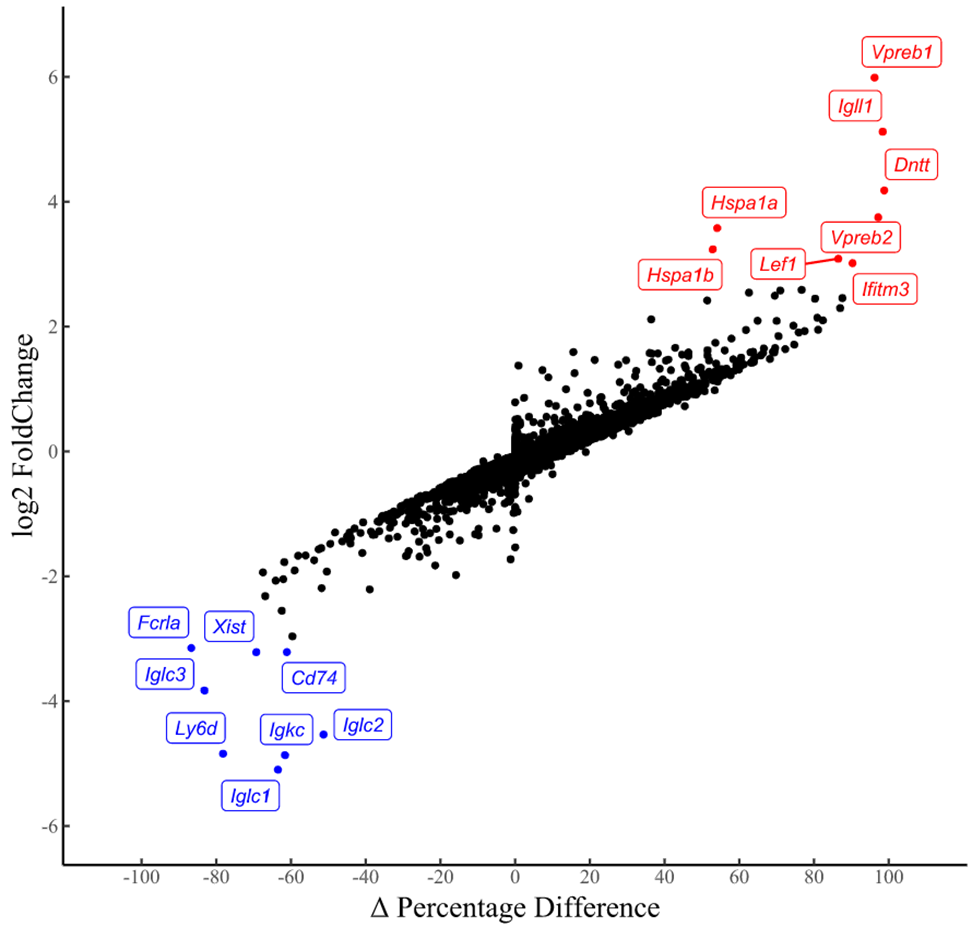 Vpreb1
6
Igll1
Dntt
4
Hspa1a
Vpreb2
Lef1
Hspa1b
Ifitm3
2
log2 FoldChange
0
-2
Fcrla
Xist
Iglc3
Cd74
-4
Ly6d
Igkc
Iglc2
Iglc1
-6
-100 -80 -60 -40 -20 0 20 40 60 80 100
Δ Percentage Difference